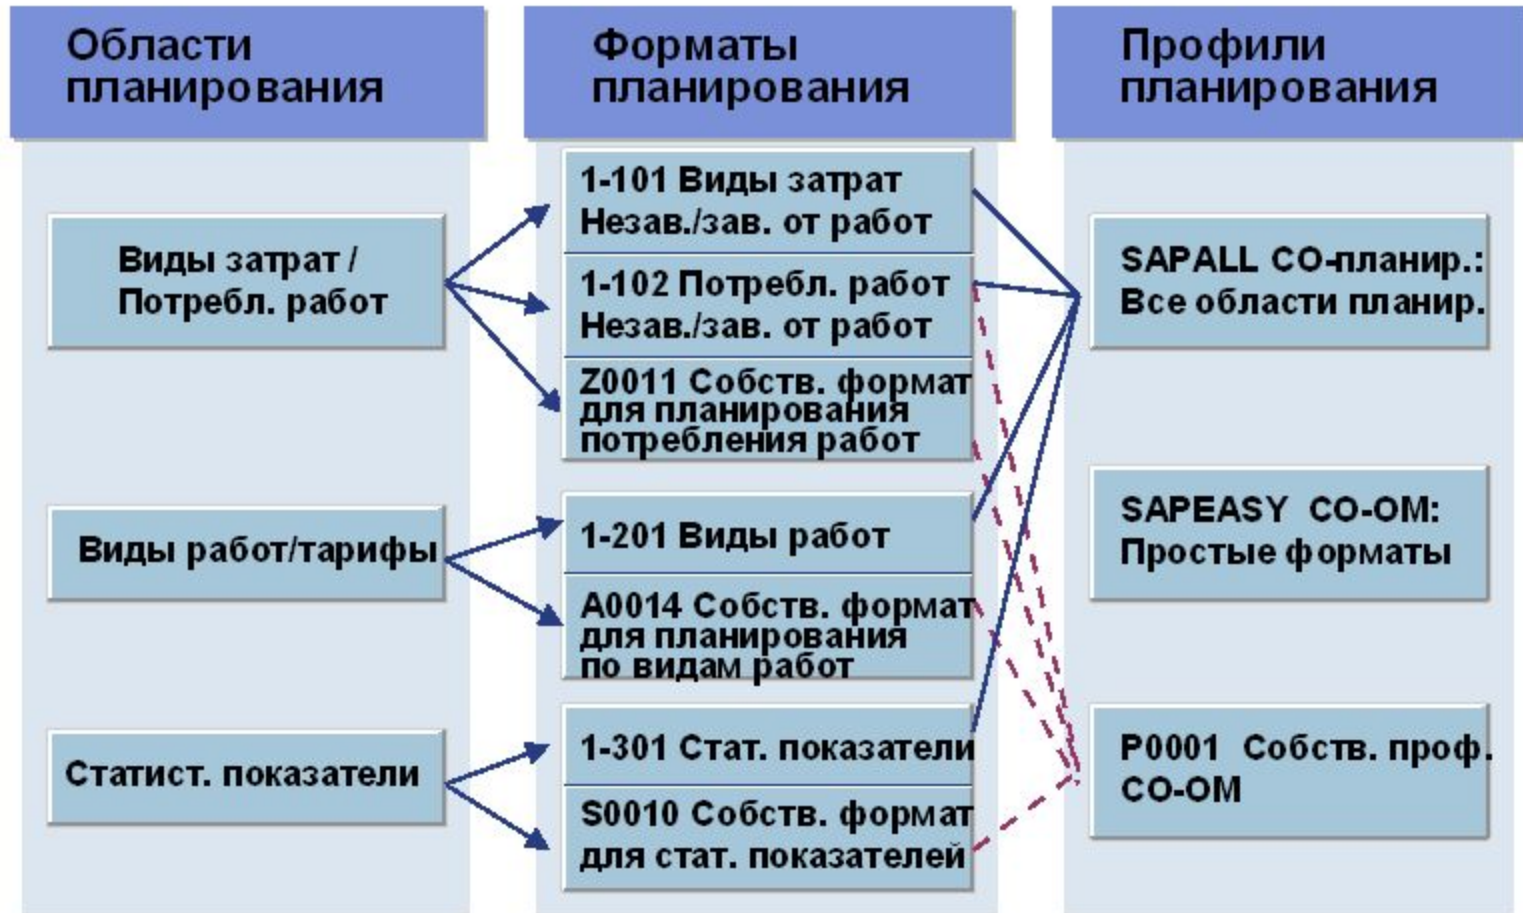 Области
планирования
Форматы
планирования
Профили
планирования
Виды затрат /
Потребл. работ
Виды работ/тарифы
Статист. показатели
1-101 Виды затрат
Незав./зав. от работ
1-102 Потребл. работ
Незав./зав. от работ
Z0011 Собств. формат
для планирования
потребления работ
1-201 Виды работ
A0014 Собств. формат
для планирования
по видам работ
1-301 Стат. показатели
S0010 Собств. формат
для стат. показателей
SAPALL CO-планир.:
Все области планир.
SAPEASY CO-OM:
Простые форматы
P0001 Собств. проф.
CO-OM